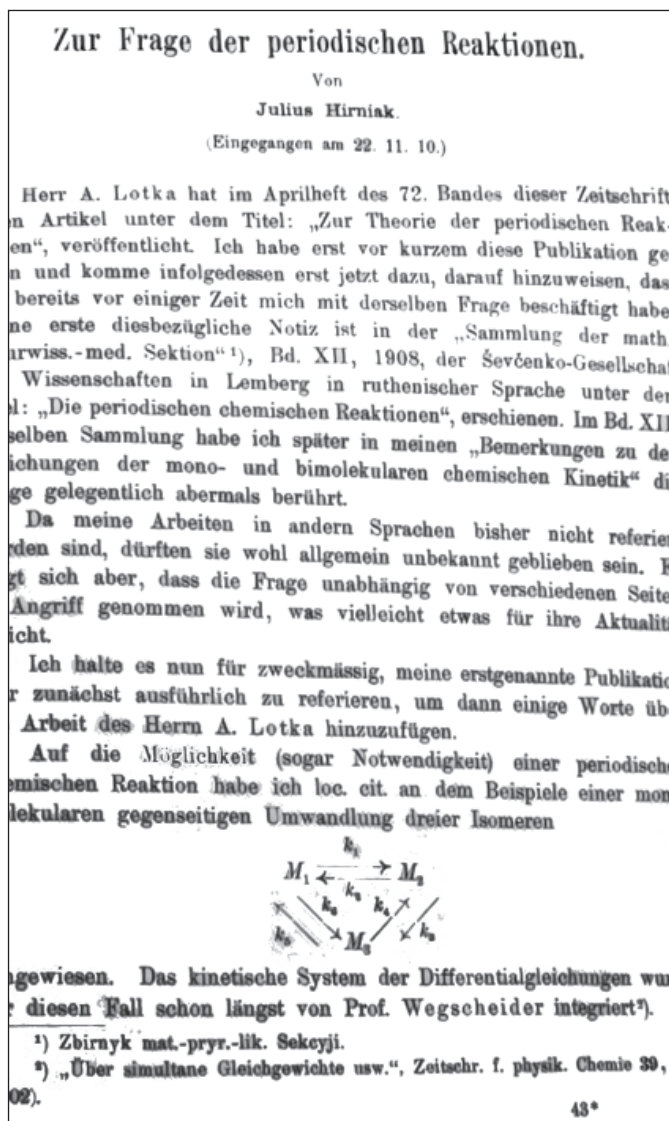 Zur Frage der periodischen Reaktionen.
Von
Julius Hirniak.
(Eingegangen am 22. 11. 10.)
Herr A. Lotka hat im Aprilheft des 72. Bandes dieser Zeitschrift
n Artikel unter dem Titel: „Zur Theorie der periodischen Reak-
en“, veröffentlicht. Ich habe erst vor kurzem diese Publikation ge
n und komme infolgedessen erst jetzt dazu, darauf hinzuweisen, das
bereits vor einiger Zeit mich mit derselben Frage beschäftigt habe
ne erste diesbezügliche Notiz ist in der „Sammlung der math.
rwiss.-med. Sektion“ ¹), Bd. XII, 1908, der Ševčenko-Gesellschaf
Wissenschaften in Lemberg in ruthenischer Sprache unter der
l: „Die periodischen chemischen Reaktionen“, erschienen. Im Bd. XII
selben Sammlung habe ich später in meinen „Bemerkungen zu de
ichungen der mono- und bimolekularen chemischen Kinetik“ di
ge gelegentlich abermals berührt.
Da meine Arbeiten in andern Sprachen bisher nicht referier
rden sind, dürften sie wohl allgemein unbekannt geblieben sein. E
gt sich aber, dass die Frage unabhängig von verschiedenen Seite
Angriff genommen wird, was vielleicht etwas für ihre Aktualitä
icht.
Ich halte es nun für zweckmässig, meine erstgenannte Publikatio
r zunächst ausführlich zu referieren, um dann einige Worte üb
Arbeit des Herrn A. Lotka hinzuzufügen.
Auf die Möglichkeit (sogar Notwendigkeit) einer periodische
emischen Reaktion habe ich loc. cit. an dem Beispiele einer mon
lekularen gegenseitigen Umwandlung dreier Isomeren
k₁
M₁ M₂
k₂
k₆ k₄
k₅ M₃ k₃
gewiesen. Das kinetische System der Differentialgleichungen wur
diesen Fall schon längst von Prof. Wegscheider integriert²).
¹) Zbirnyk mat.-pryr.-lik. Sekcyji.
²) „Über simultane Gleichgewichte usw.“, Zeitschr. f. physik. Chemie 39,
02).
43*